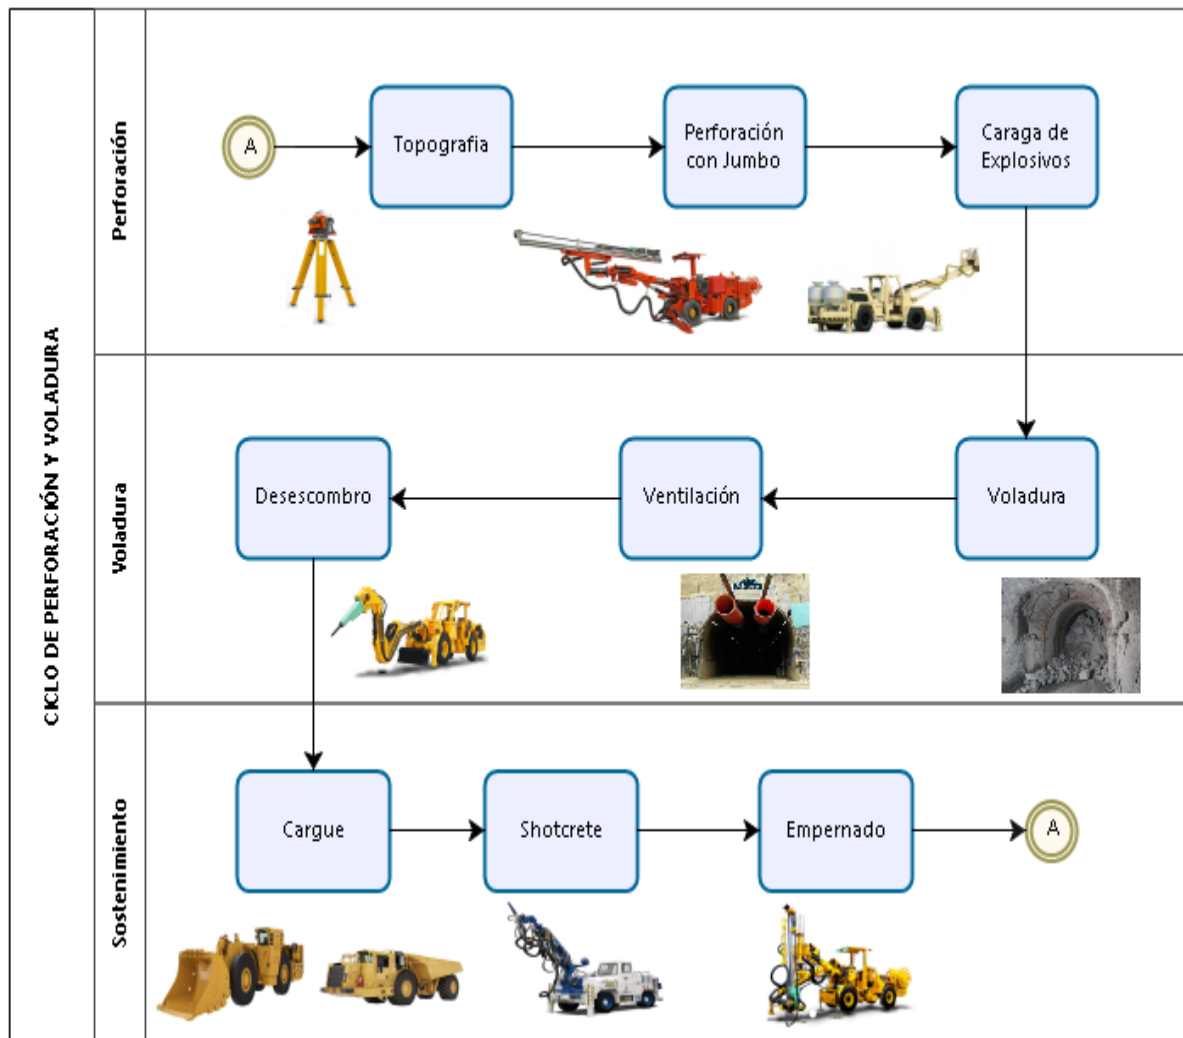 CICLO DE PERFORACIÓN Y VOLADURA
Perforación
A
Topografia
Perforación
con Jumbo
Caraga de
Explosivos
Voladura
Desescombro
Ventilación
Voladura
Sostenimiento
Cargue
Shotcrete
Empernado
A